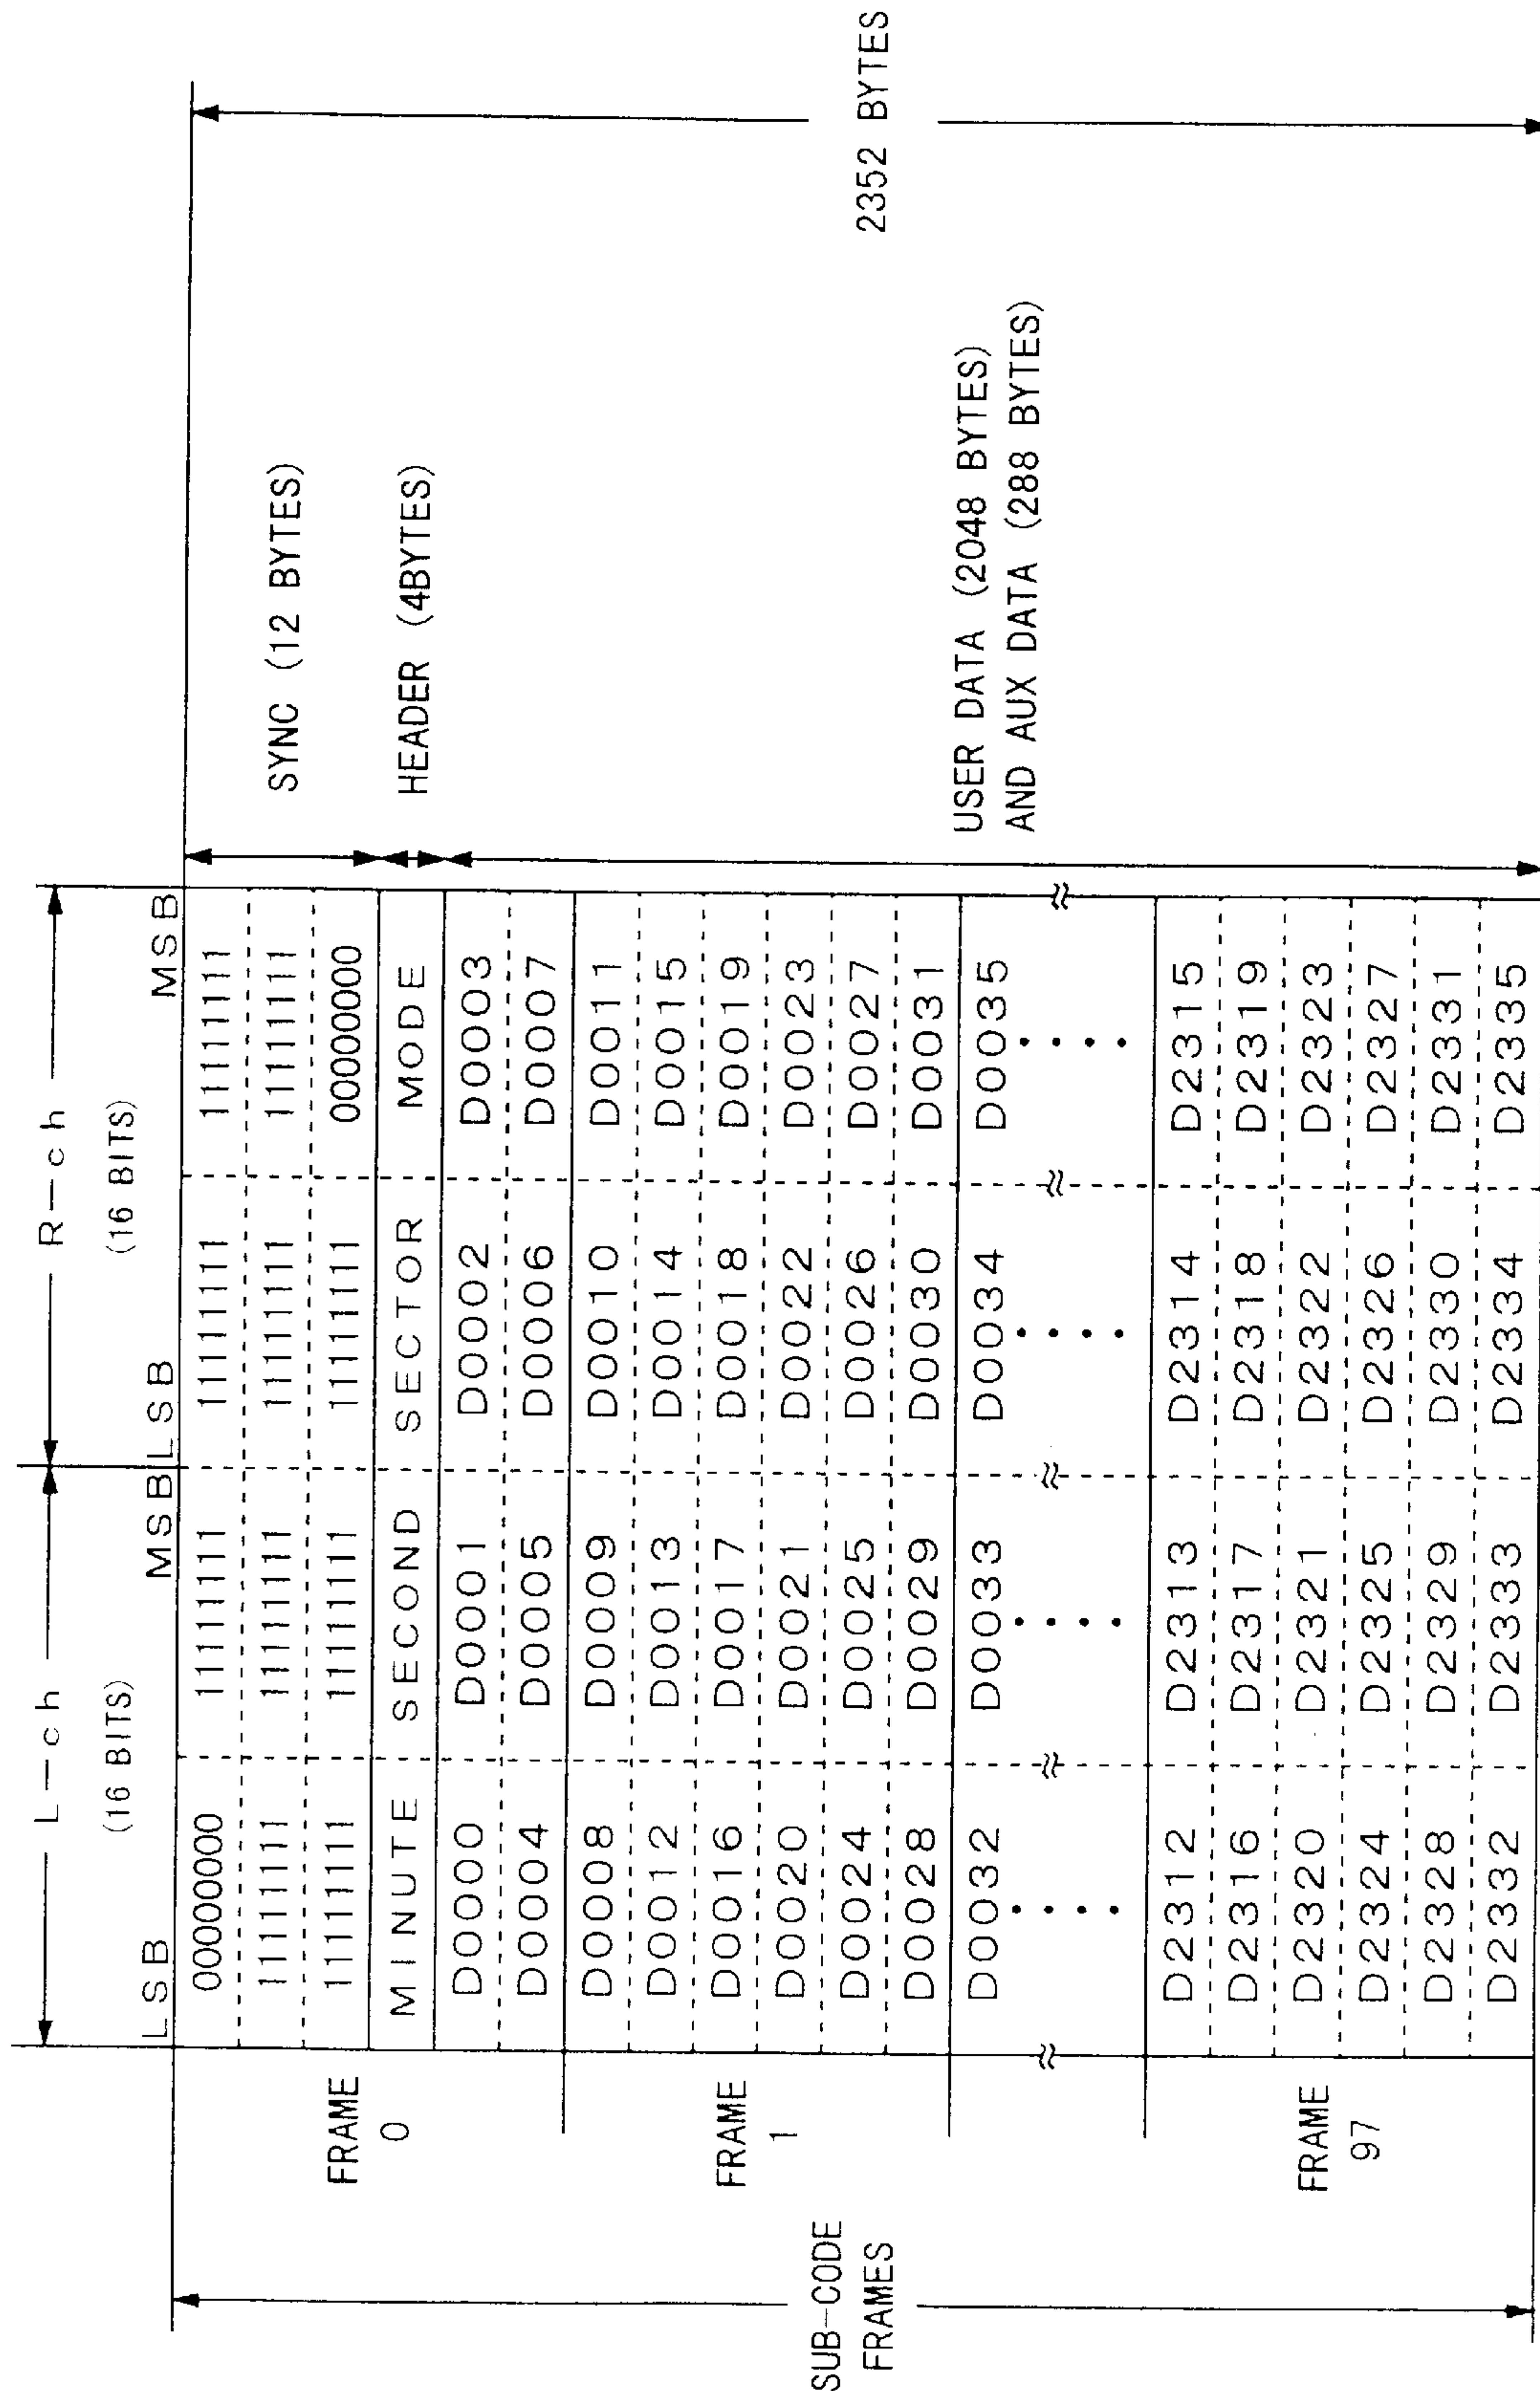 L-ch R-ch
(16 BITS) (16 BITS)
LSB MSB LSB MSB
00000000 11111111 11111111 11111111
11111111 11111111 11111111 11111111
11111111 11111111 11111111 00000000
MINUTE SECOND SECTOR MODE
D0000 D0001 D0002 D0003
D0004 D0005 D0006 D0007
D0008 D0009 D0010 D0011
D0012 D0013 D0014 D0015
D0016 D0017 D0018 D0019
D0020 D0021 D0022 D0023
D0024 D0025 D0026 D0027
D0028 D0029 D0030 D0031
D0032 D0033 D0034 D0035
D2312 D2313 D2314 D2315
D2316 D2317 D2318 D2319
D2320 D2321 D2322 D2323
D2324 D2325 D2326 D2327
D2328 D2329 D2330 D2331
D2332 D2333 D2334 D2335
FRAME
0
FRAME
1
FRAME
97
SUB-CODE
FRAMES
SYNC (12 BYTES)
HEADER (4BYTES)
USER DATA (2048 BYTES)
AND AUX DATA (288 BYTES)
2352 BYTES